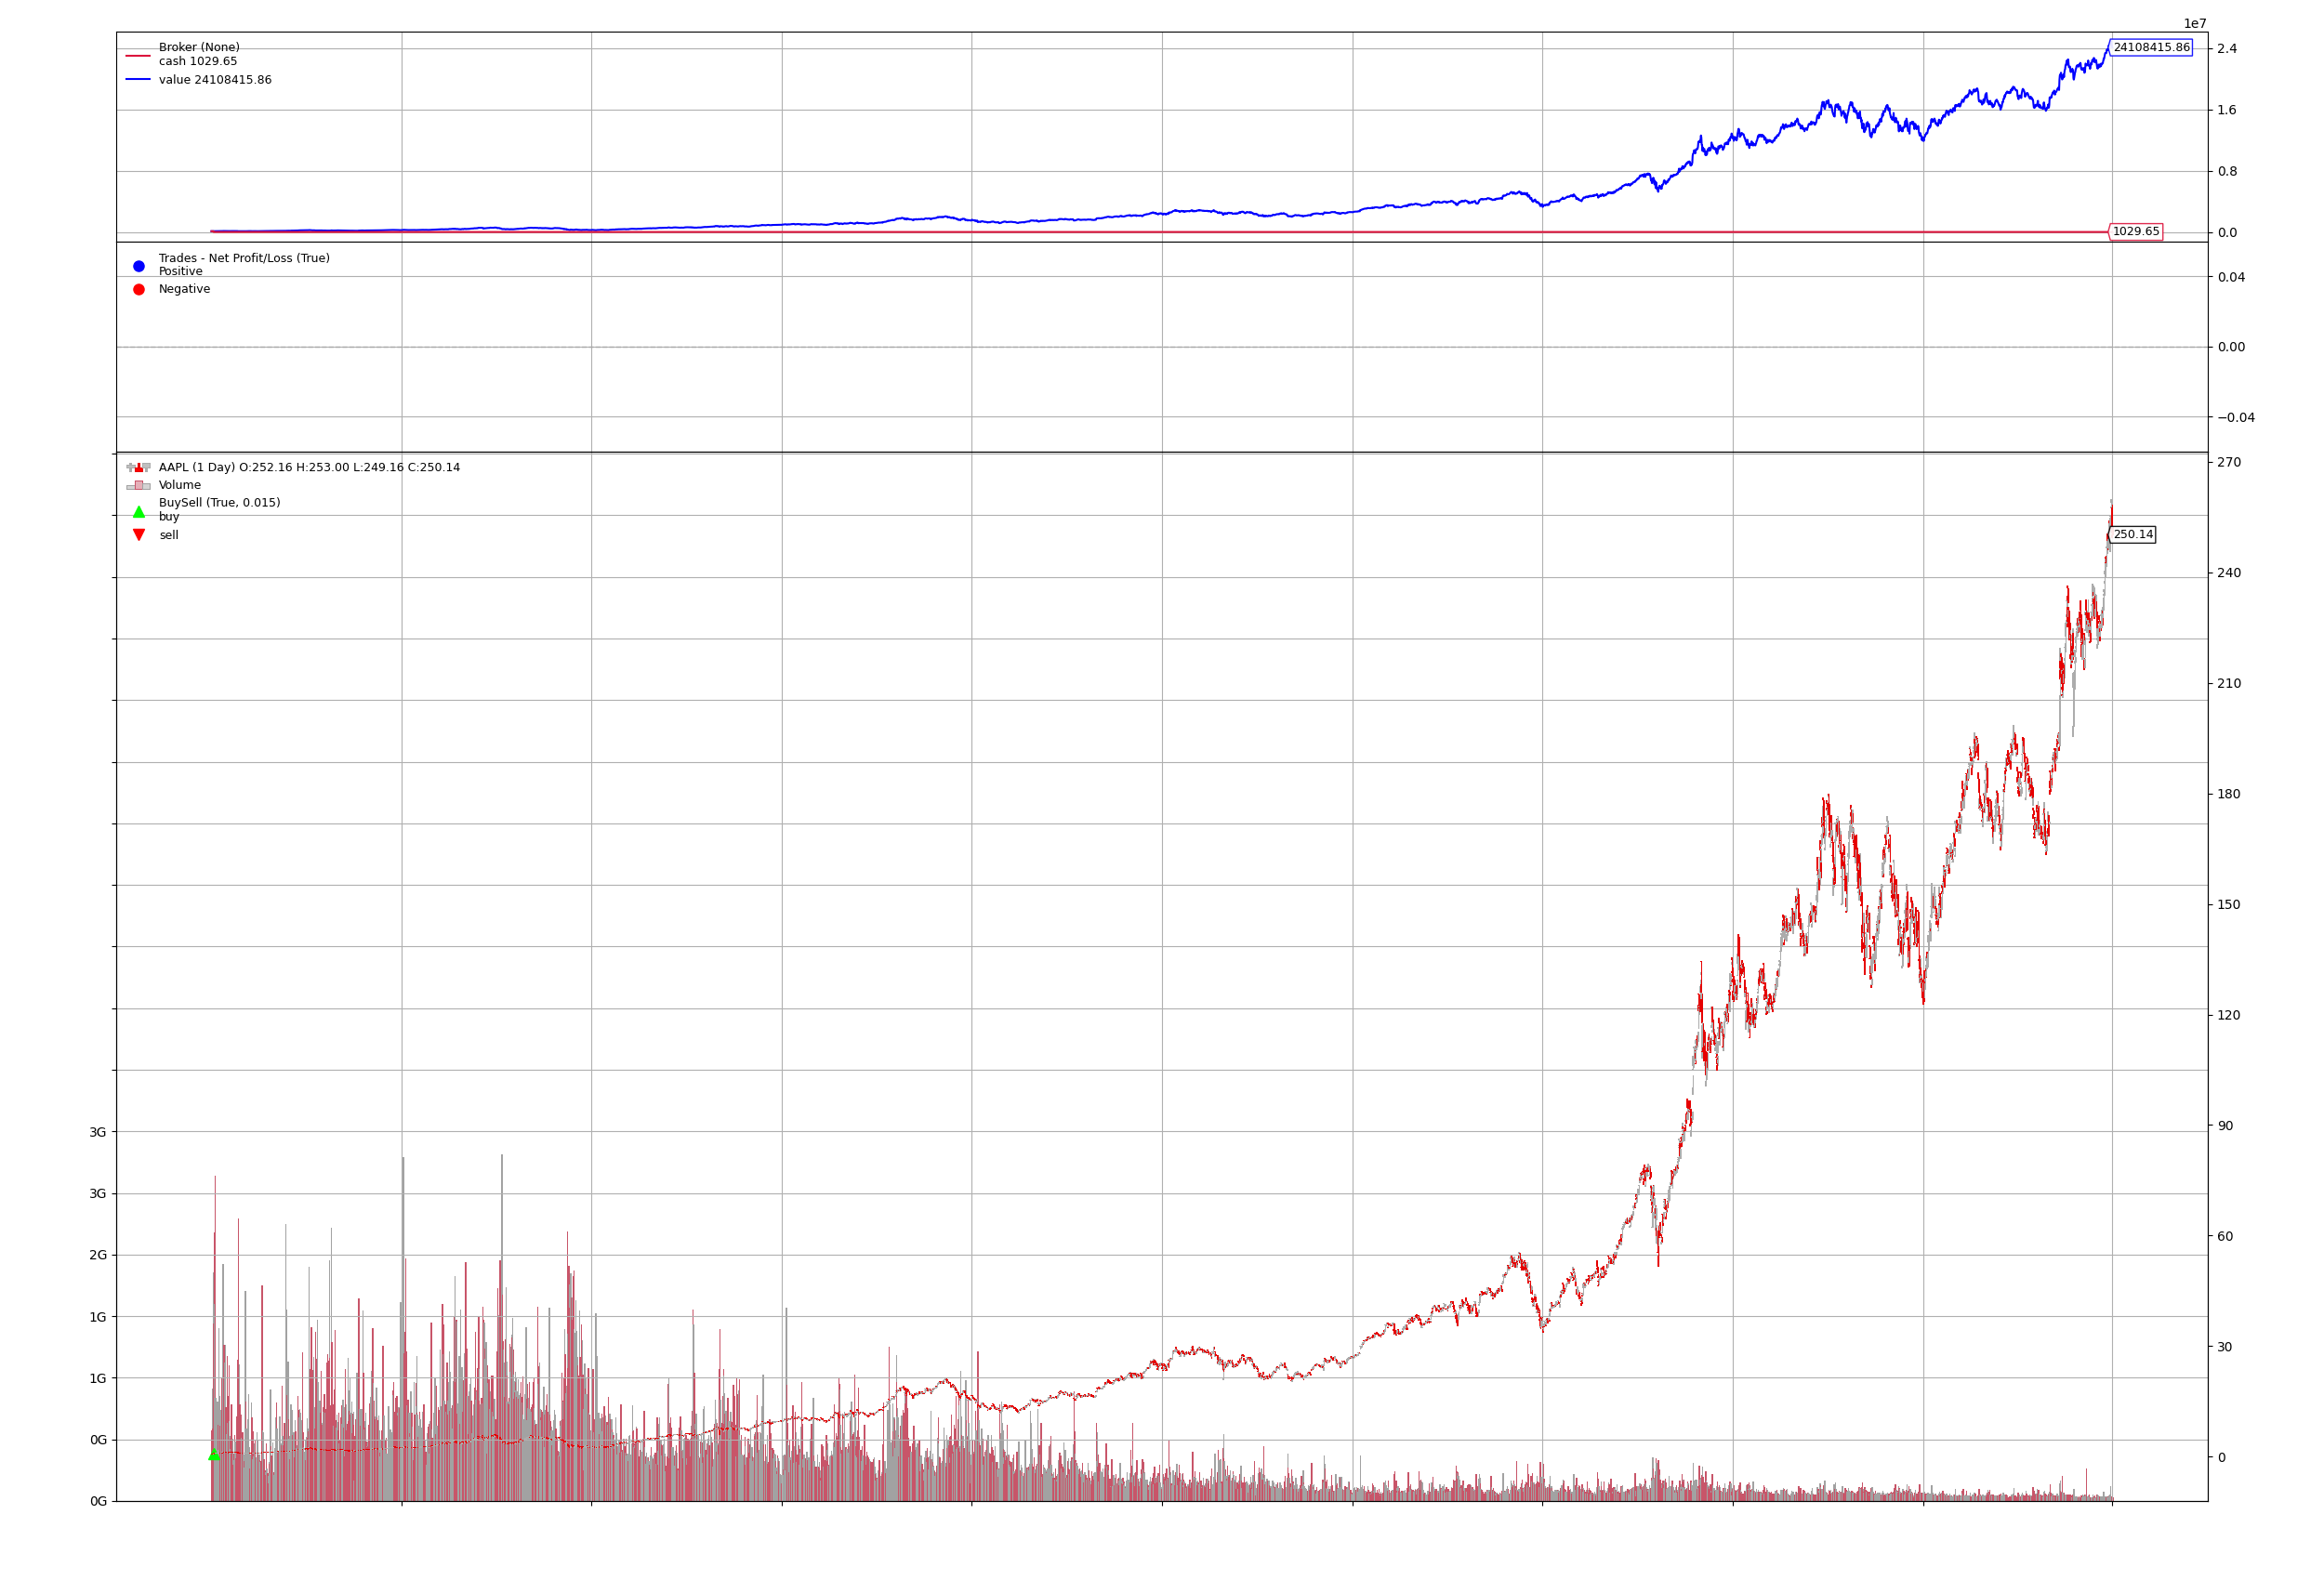 1e7
Broker (None)
cash 1029.65
value 24108415.86
24108415.86
2.4
1.6
0.8
1029.65
0.0
Trades - Net Profit/Loss (True)
Positive
Negative
0.04
0.00
−0.04
AAPL (1 Day) O:252.16 H:253.00 L:249.16 C:250.14
Volume
BuySell (True, 0.015)
buy
sell
250.14
270
240
210
180
150
120
90
60
30
0
3G
3G
2G
1G
1G
0G
0G